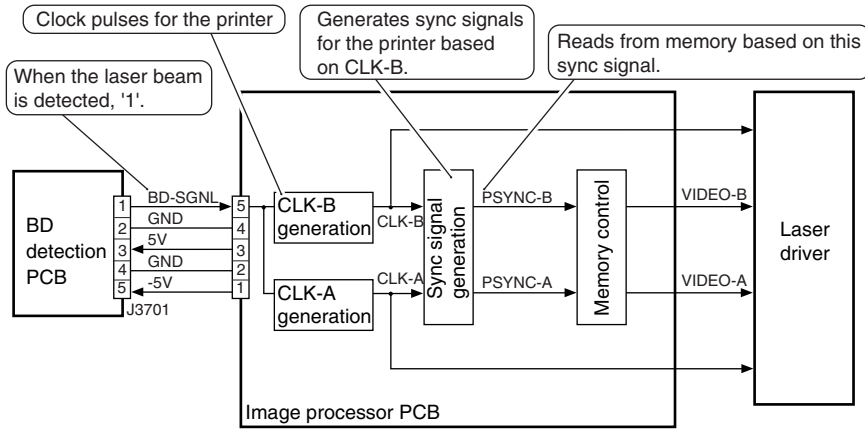 Clock pulses for the printer
Generates sync signals
for the printer based
on CLK-B.
Reads from memory based on this
sync signal.
When the laser beam
is detected, '1'.
BD
detection
PCB
1
2
3
4
5
J3701
BD-SGNL
GND
5V
GND
-5V
5
4
3
2
1
CLK-B
generation
CLK-A
generation
CLK-B
CLK-A
Sync signal
generation
PSYNC-B
PSYNC-A
Memory control
VIDEO-B
VIDEO-A
Laser
driver
Image processor PCB